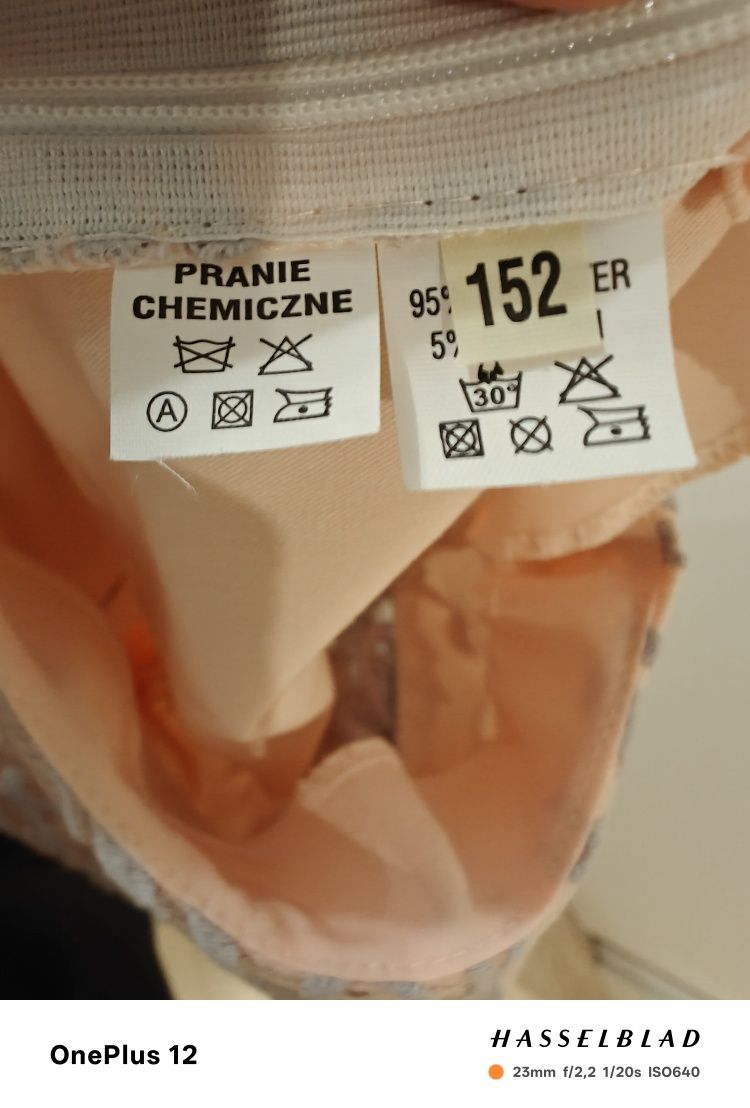 PRANIE
CHEMICZNE
A
95%
152
ER
5%
30°
OnePlus 12
HASSELBLAD
23mm f/2,2 1/20s ISO640